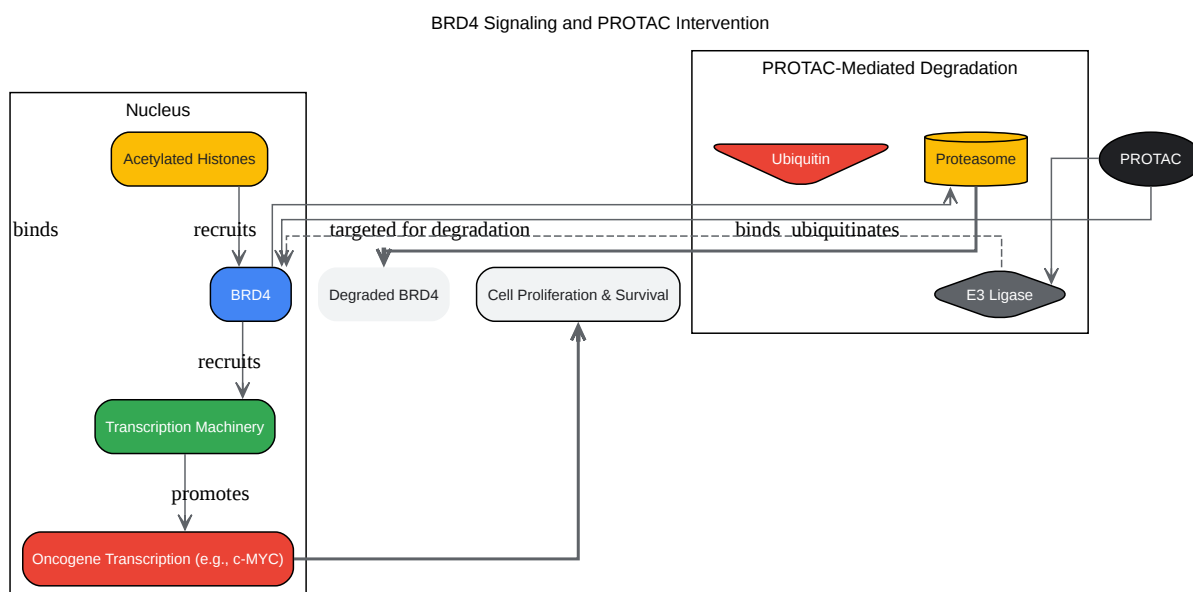 BRD4 Signaling and PROTAC Intervention
PROTAC-Mediated Degradation
Nucleus
Acetylated Histones
Ubiquitin
Proteasome
PROTAC
binds
recruits
targeted for degradation
binds
ubiquitinates
BRD4
Degraded BRD4
Cell Proliferation & Survival
E3 Ligase
recruits
Transcription Machinery
promotes
Oncogene Transcription (e.g., c-MYC)